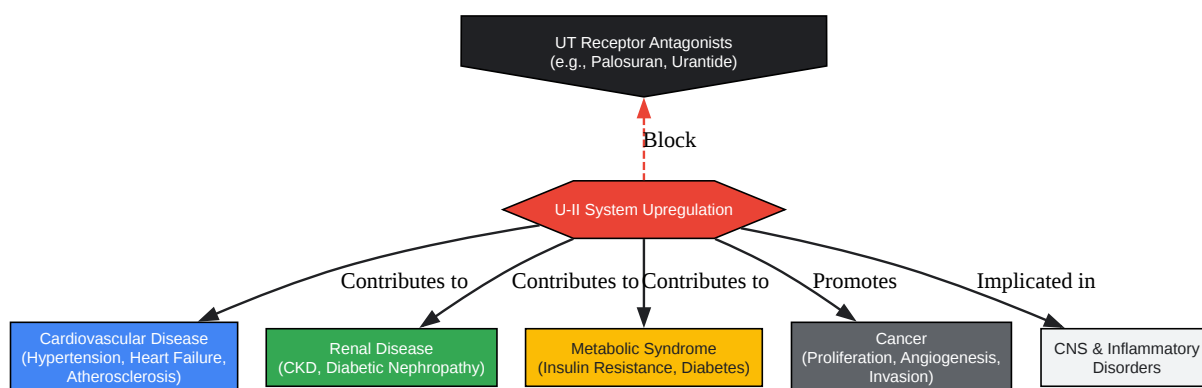 UT Receptor Antagonists
(e.g., Palosuran, Urantide)
Block
U-II System Upregulation
Contributes to
Contributes to
Contributes to
Promotes
Implicated in
Cardiovascular Disease
(Hypertension, Heart Failure,
Atherosclerosis)
Renal Disease
(CKD, Diabetic Nephropathy)
Metabolic Syndrome
(Insulin Resistance, Diabetes)
Cancer
(Proliferation, Angiogenesis,
Invasion)
CNS & Inflammatory
Disorders